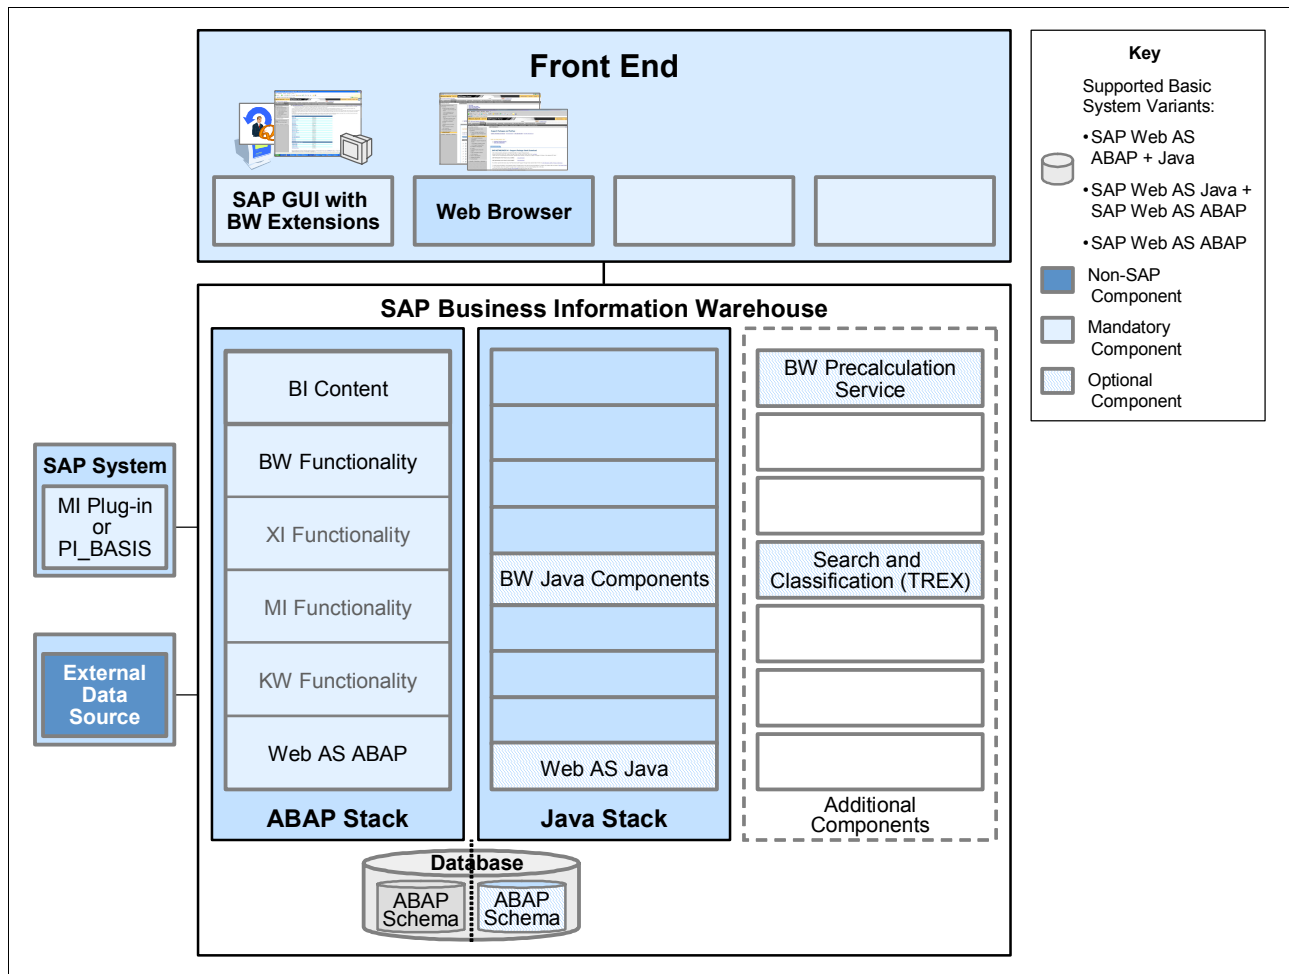 Front End
SAP GUI with
BW Extensions
Web Browser
Key
Supported Basic
System Variants:
•SAP Web AS
ABAP + Java
•SAP Web AS Java +
SAP Web AS ABAP
•SAP Web AS ABAP
Non-SAP
Component
Mandatory
Component
Optional
Component
SAP Business Information Warehouse
BI Content
BW Functionality
XI Functionality
MI Functionality
KW Functionality
Web AS ABAP
ABAP Stack
BW Java Components
Web AS Java
Java Stack
BW Precalculation
Service
Search and
Classification (TREX)
Additional
Components
SAP System
MI Plug-in
or
PI_BASIS
External
Data
Source
Database
ABAP
Schema
ABAP
Schema